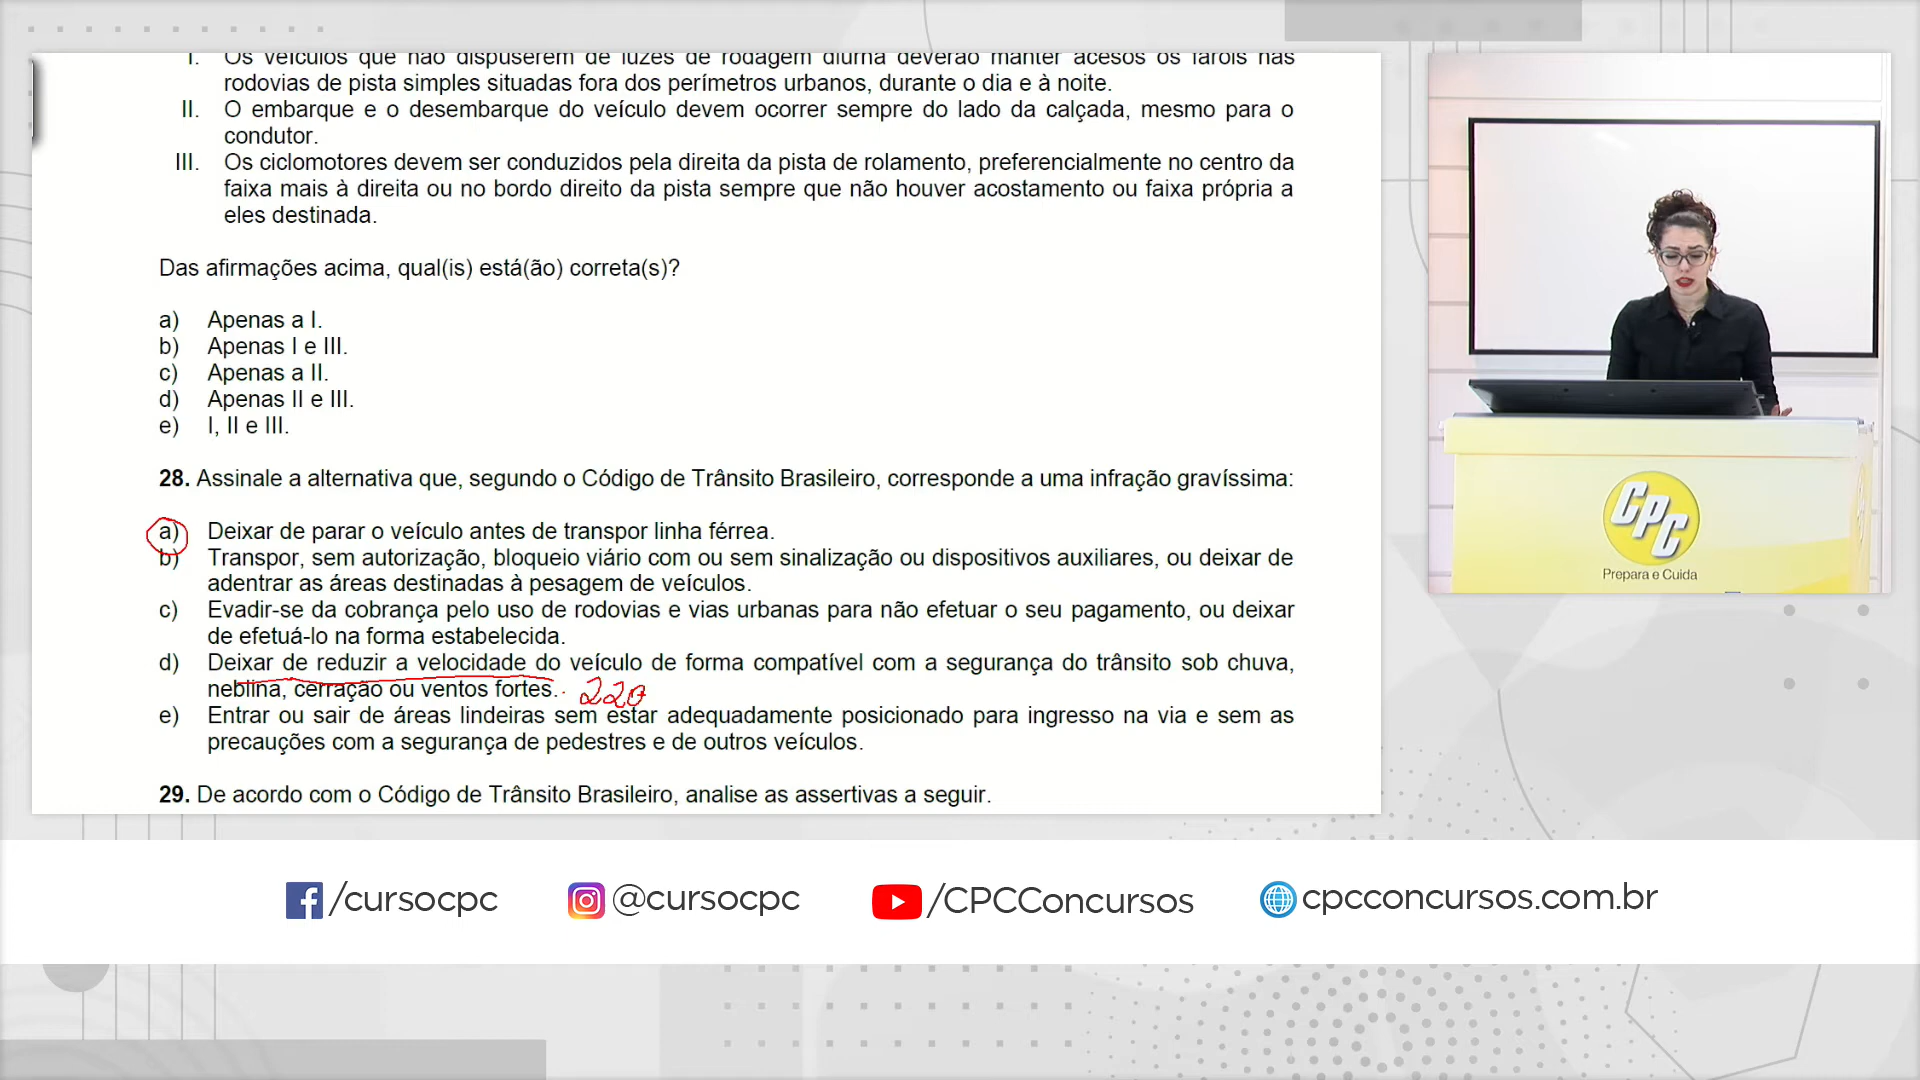 I. Os veículos que não dispuserem de luzes de rodagem diurna deverão manter acesos os faróis nas
rodovias de pista simples situadas fora dos perímetros urbanos, durante o dia e à noite.
II. O embarque e o desembarque do veículo devem ocorrer sempre do lado da calçada, mesmo para o
condutor.
III. Os ciclomotores devem ser conduzidos pela direita da pista de rolamento, preferencialmente no centro da
faixa mais à direita ou no bordo direito da pista sempre que não houver acostamento ou faixa própria a
eles destinada.
Das afirmações acima, qual(is) está(ão) correta(s)?
a) Apenas a I.
b) Apenas I e III.
c) Apenas a II.
d) Apenas II e III.
e) I, II e III.
28. Assinale a alternativa que, segundo o Código de Trânsito Brasileiro, corresponde a uma infração gravíssima:
a) Deixar de parar o veículo antes de transpor linha férrea.
b) Transpor, sem autorização, bloqueio viário com ou sem sinalização ou dispositivos auxiliares, ou deixar de
adentrar as áreas destinadas à pesagem de veículos.
c) Evadir-se da cobrança pelo uso de rodovias e vias urbanas para não efetuar o seu pagamento, ou deixar
de efetuá-lo na forma estabelecida.
d) Deixar de reduzir a velocidade do veículo de forma compatível com a segurança do trânsito sob chuva,
neblina, cerração ou ventos fortes. 220
e) Entrar ou sair de áreas lindeiras sem estar adequadamente posicionado para ingresso na via e sem as
precauções com a segurança de pedestres e de outros veículos.
29. De acordo com o Código de Trânsito Brasileiro, analise as assertivas a seguir.
CPC
Prepara e Cuida
/cursocpc @cursocpc /CPCConcursos cpcconcursos.com.br